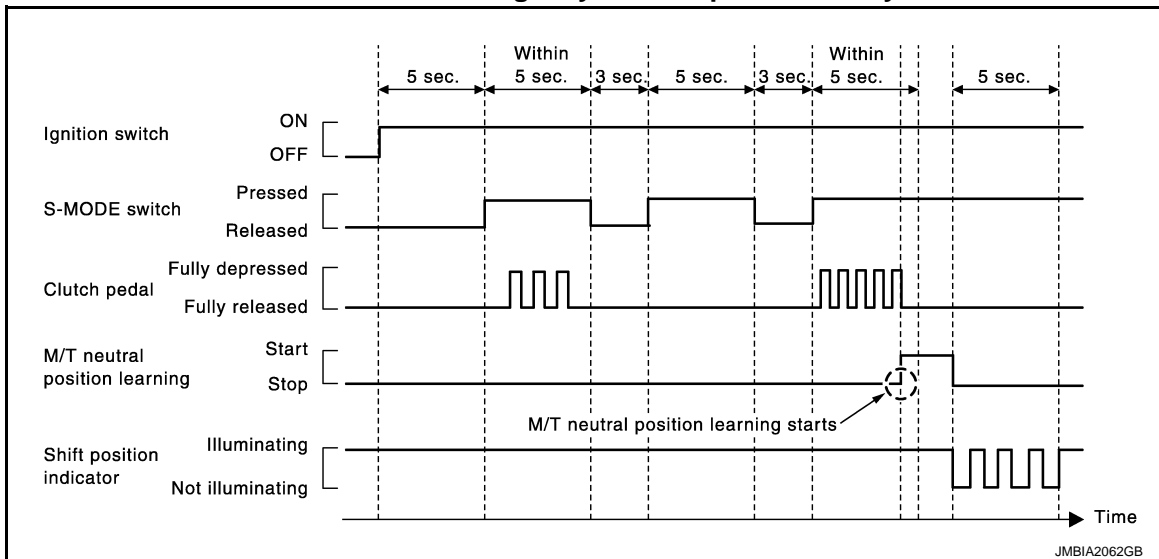 Within
Within
5 sec.
5 sec.
3 sec.
5 sec.
3 sec.
5 sec.
5 sec.
Ignition switch
ON
OFF
S-MODE switch
Pressed
Released
Clutch pedal
Fully depressed
Fully released
M/T neutral
position learning
Start
Stop
M/T neutral position learning starts
Shift position
indicator
Illuminating
Not illuminating
Time
JMBIA2062GB